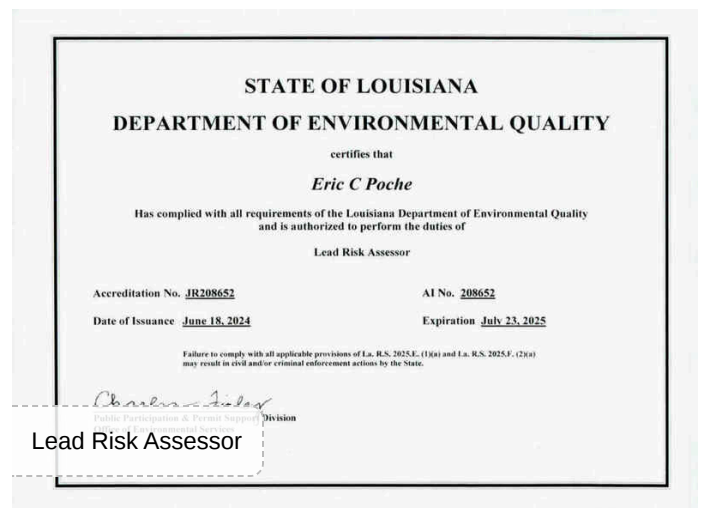 STATE OF LOUISIANA
DEPARTMENT OF ENVIRONMENTAL QUALITY
certifies that
Eric C Poche
Has complied with all requirements of the Louisiana Department of Environmental Quality
and is authorized to perform the duties of
Lead Risk Assessor
Accreditation No. JR208652
AI No. 208652
Date of Issuance June 18, 2024
Expiration July 23, 2025
Failure to comply with all applicable provisions of La. R.S. 2025.E. (1)(a) and La. R.S. 2025.F. (2)(a)
may result in civil and/or criminal enforcement actions by the State.
Public Participation & Permit Support Division
Office of Environmental Services
Lead Risk Assessor